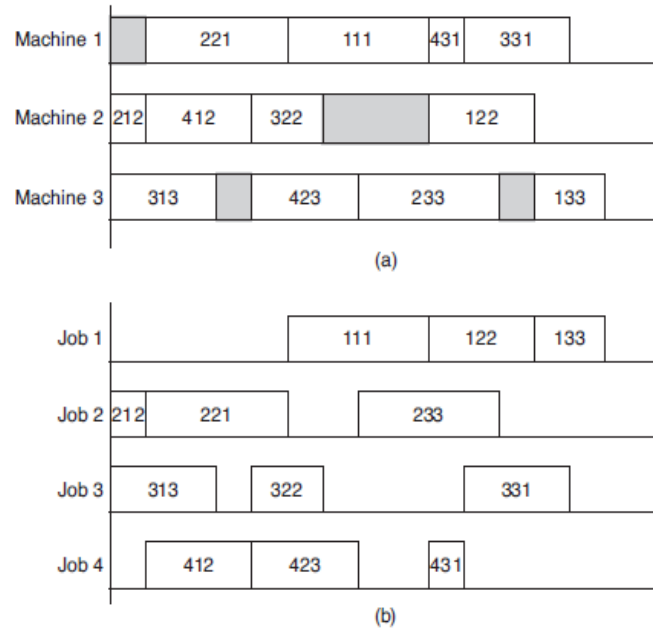 Machine 1 221 111 431 331
Machine 2 212 412 322 122
Machine 3 313 423 233 133
(a)
Job 1 111 122 133
Job 2 212 221 233
Job 3 313 322 331
Job 4 412 423 431
(b)